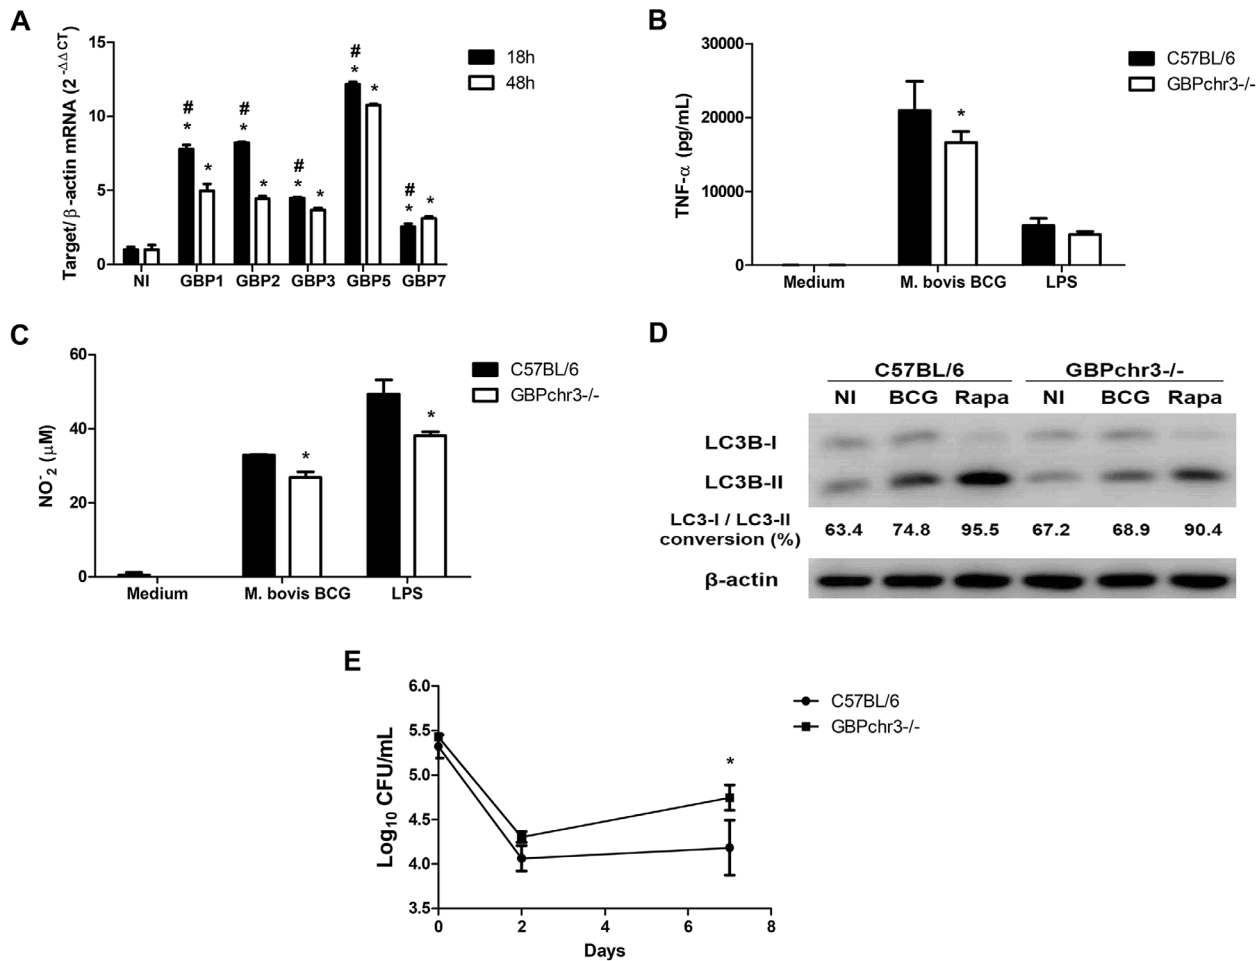 A
Target/β-actin mRNA (2^-ΔΔCT)
15
10
5
0
#
*
*
#
*
*
#
*
*
#
*
*
#
*
*
NI GBP1 GBP2 GBP3 GBP5 GBP7
18h
48h
B
TNF-α (pg/mL)
30000
20000
10000
0
*
Medium M. bovis BCG LPS
C57BL/6
GBPchr3-/-
C
NO⁻₂ (μM)
60
40
20
0
*
*
Medium M. bovis BCG LPS
C57BL/6
GBPchr3-/-
D
C57BL/6 GBPchr3-/-
NI BCG Rapa NI BCG Rapa
LC3B-I
LC3B-II
LC3-I / LC3-II
conversion (%)
63.4 74.8 95.5 67.2 68.9 90.4
β-actin
E
Log₁₀ CFU/mL
6.0
5.5
5.0
4.5
4.0
3.5
*
0 2 4 6 8
Days
C57BL/6
GBPchr3-/-